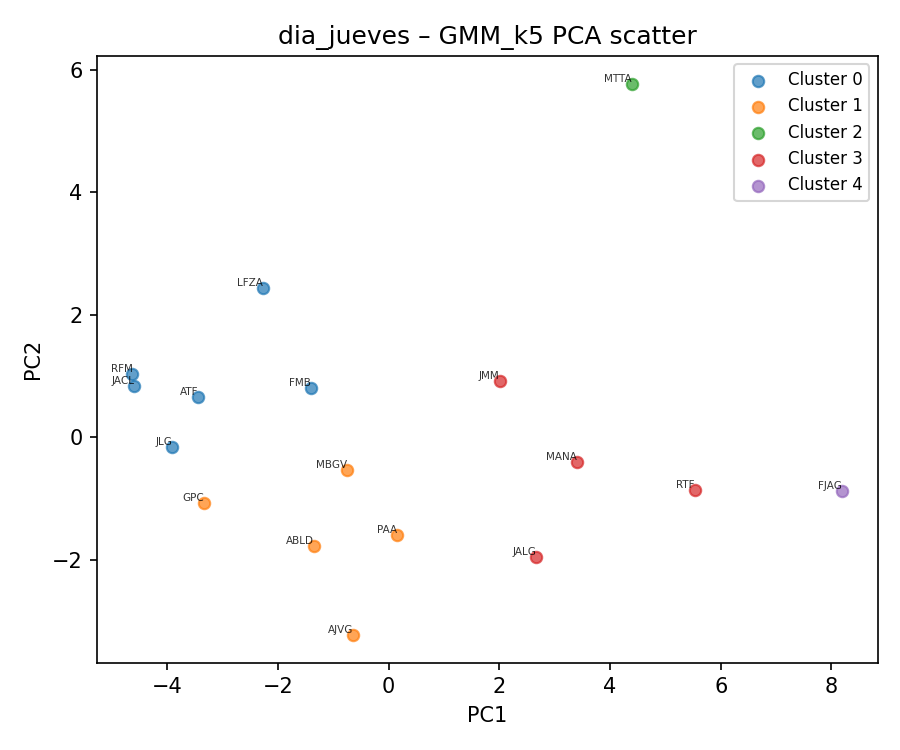 dia_jueves – GMM_k5 PCA scatter
6
4
2
0
−2
PC2
MTTA
Cluster 0
Cluster 1
Cluster 2
Cluster 3
Cluster 4
LFZA
RFM
JACL
ATF
FMB
JMM
JLG
MBGV
MANA
GPC
RTF
FJAG
ABLD
PAA
JALG
AJVG
−4
−2
0
2
4
6
8
PC1